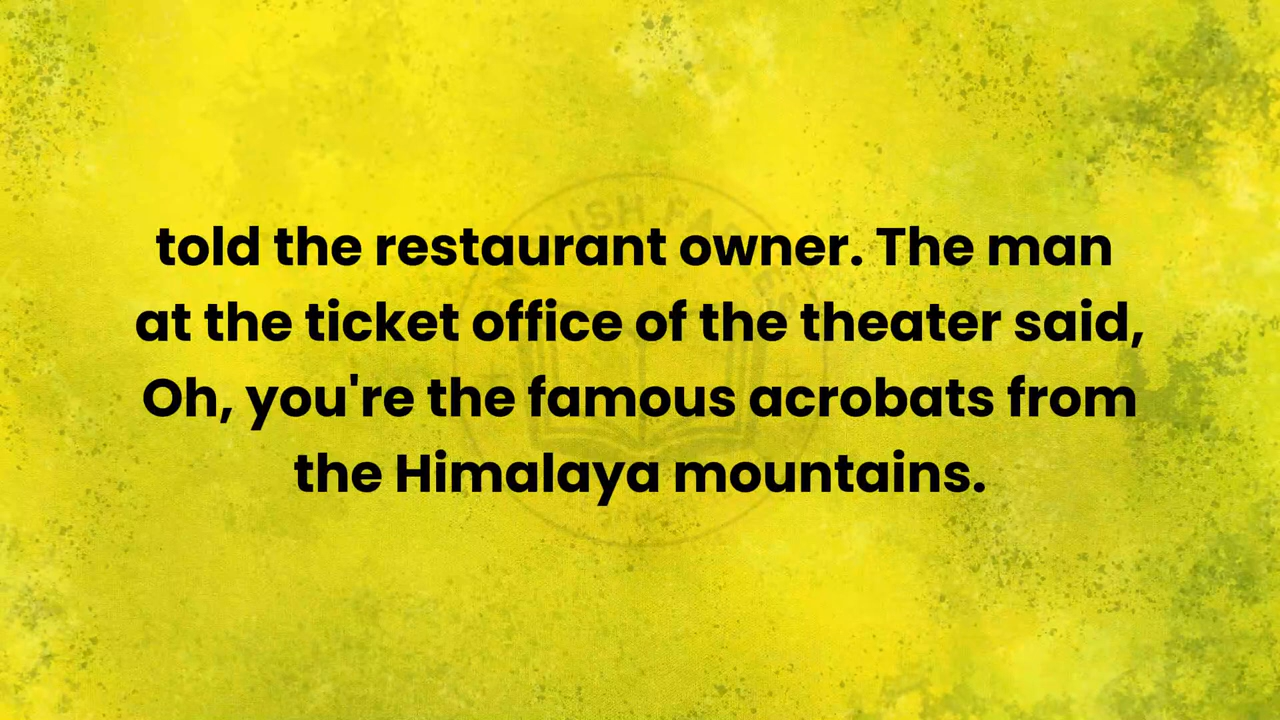 told the restaurant owner. The man
at the ticket office of the theater said,
Oh, you're the famous acrobats from
the Himalaya mountains.